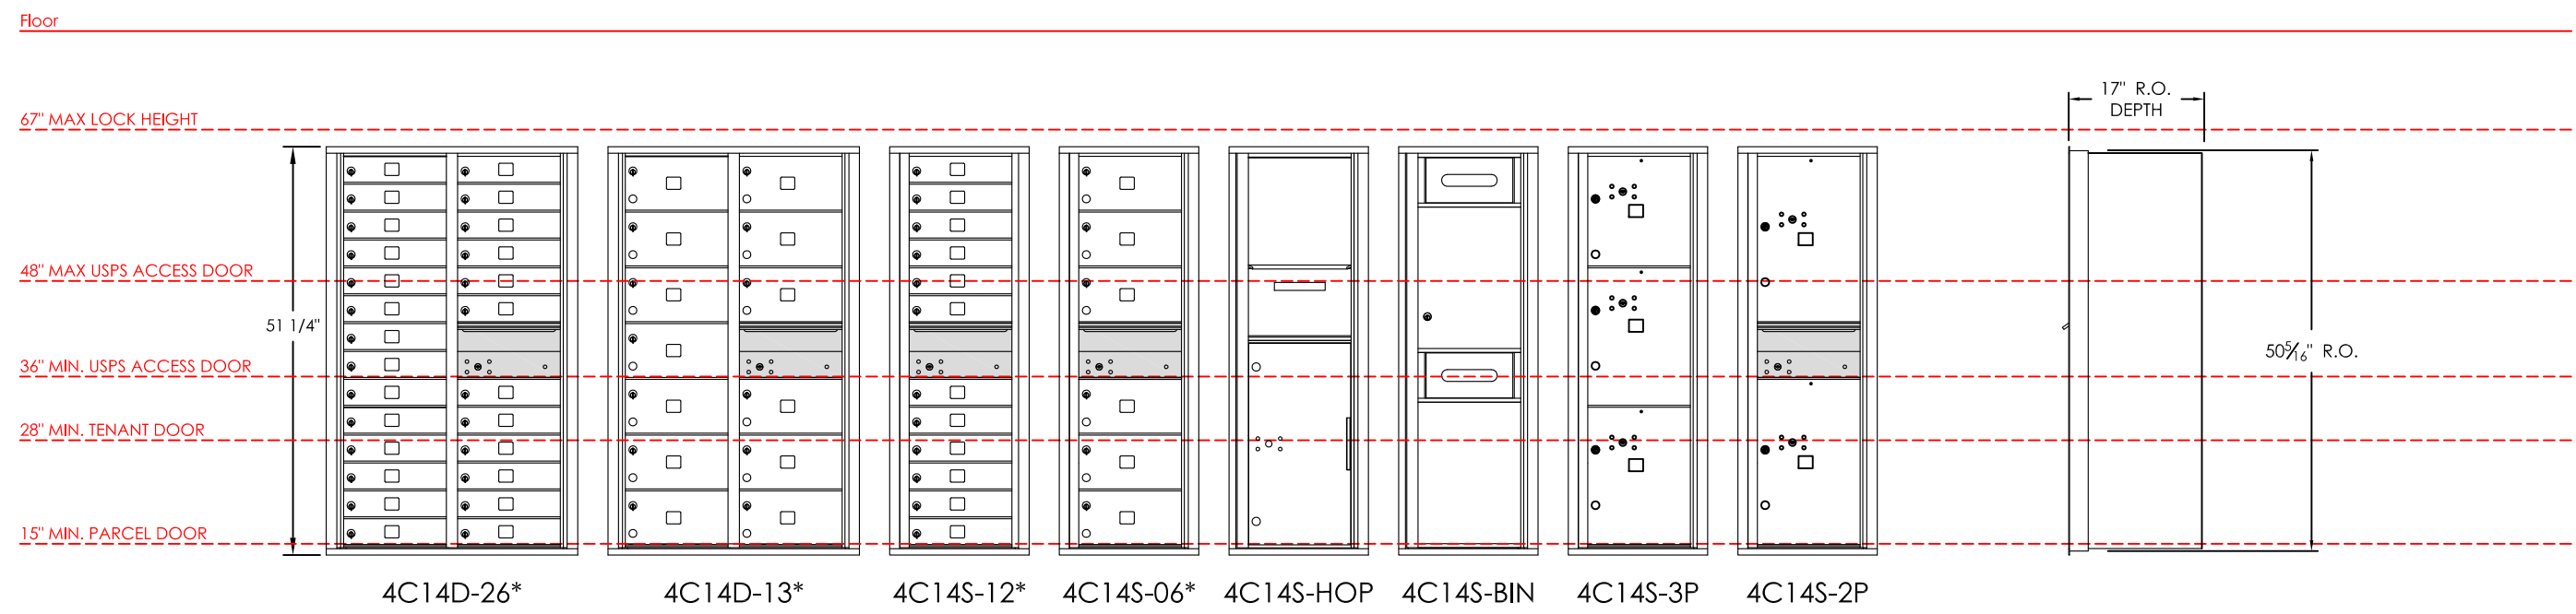 Floor
67" MAX LOCK HEIGHT
17" R.O.
DEPTH
48" MAX USPS ACCESS DOOR
51 1/4"
36" MIN. USPS ACCESS DOOR
50 5/16" R.O.
28" MIN. TENANT DOOR
15" MIN. PARCEL DOOR
4C14D-26*
4C14D-13*
4C14S-12*
4C14S-06*
4C14S-HOP
4C14S-BIN
4C14S-3P
4C14S-2P